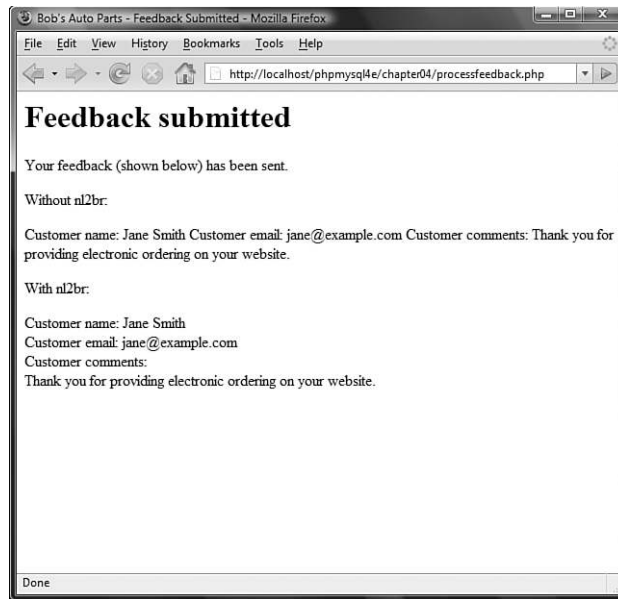 Bob's Auto Parts - Feedback Submitted - Mozilla Firefox
File Edit View History Bookmarks Tools Help
http://localhost/phpmysql4e/chapter04/processfeedback.php
Feedback submitted
Your feedback (shown below) has been sent.
Without nl2br:
Customer name: Jane Smith Customer email: jane@example.com Customer comments: Thank you for
providing electronic ordering on your website.
With nl2br:
Customer name: Jane Smith
Customer email: jane@example.com
Customer comments:
Thank you for providing electronic ordering on your website.
Done